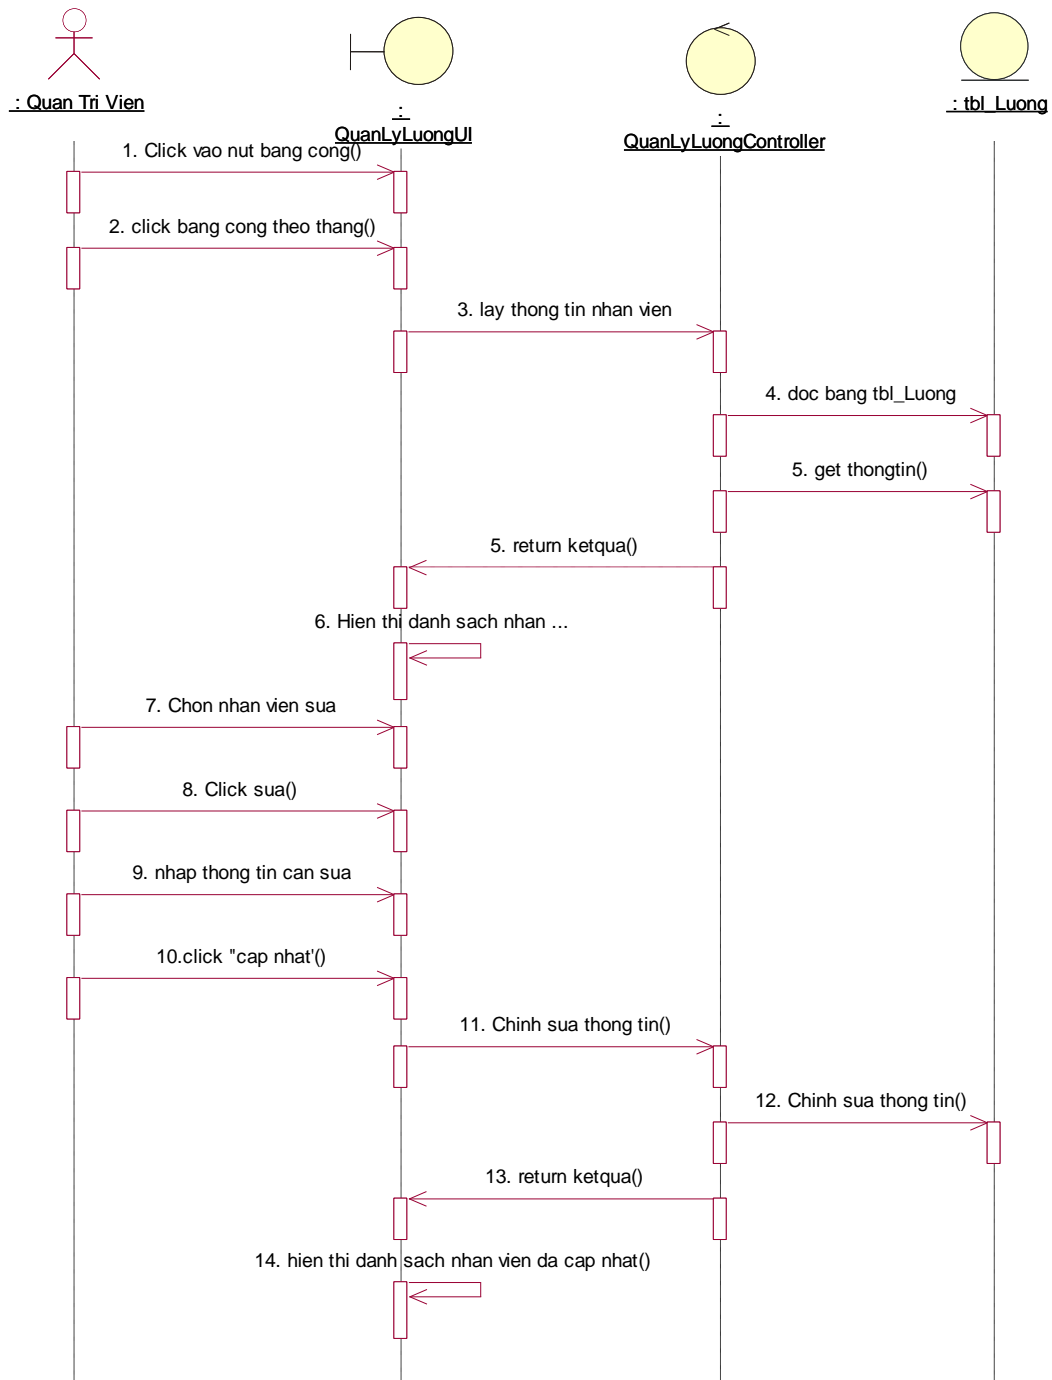 : Quan Tri Vien
:
QuanLyLuongUI
:
QuanLyLuongController
: tbl_Luong
1. Click vao nut bang cong()
2. click bang cong theo thang()
3. lay thong tin nhan vien
4. doc bang tbl_Luong
5. get thongtin()
5. return ketqua()
6. Hien thi danh sach nhan ...
7. Chon nhan vien sua
8. Click sua()
9. nhap thong tin can sua
10.click "cap nhat'()
11. Chinh sua thong tin()
12. Chinh sua thong tin()
13. return ketqua()
14. hien thi danh sach nhan vien da cap nhat()